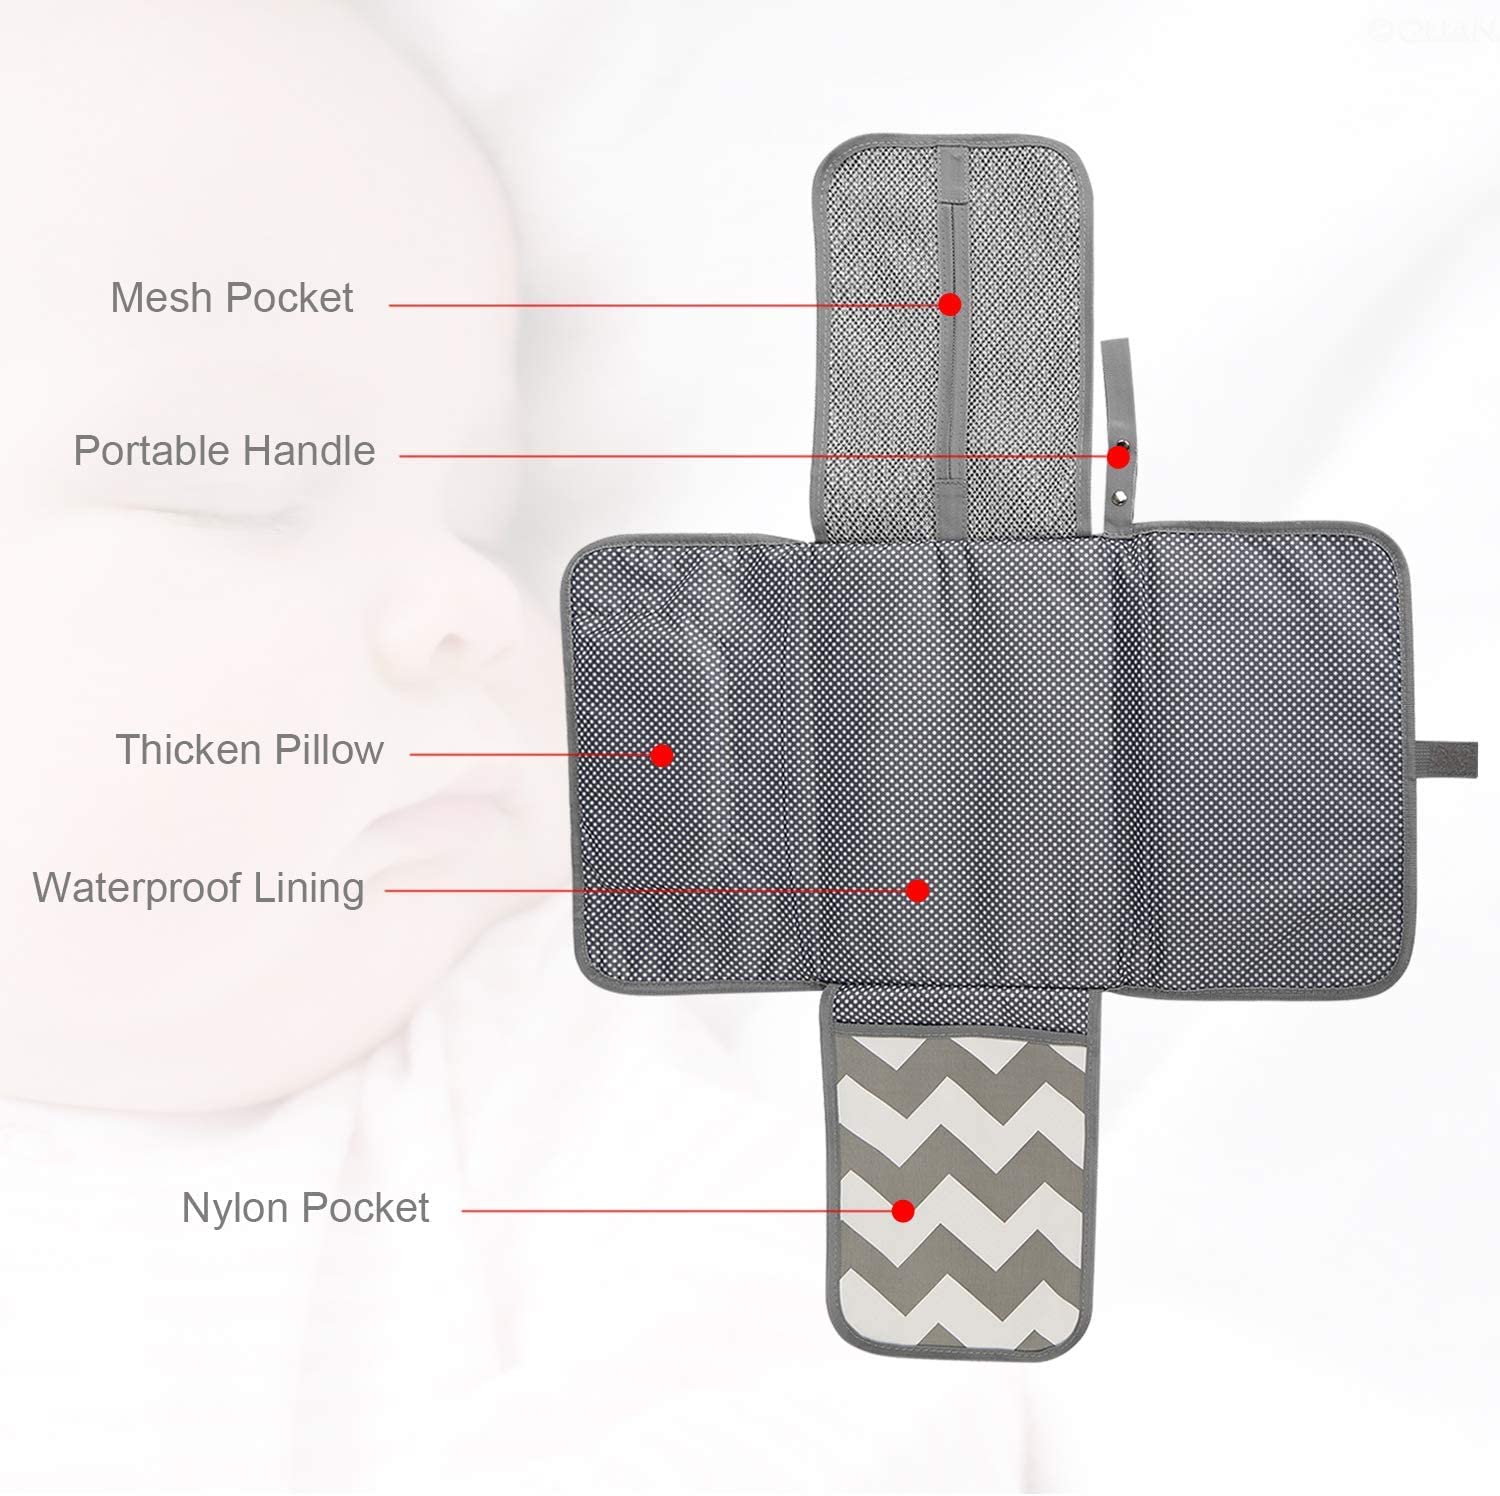 Mesh Pocket
Portable Handle
Thicken Pillow
Waterproof Lining
Nylon Pocket